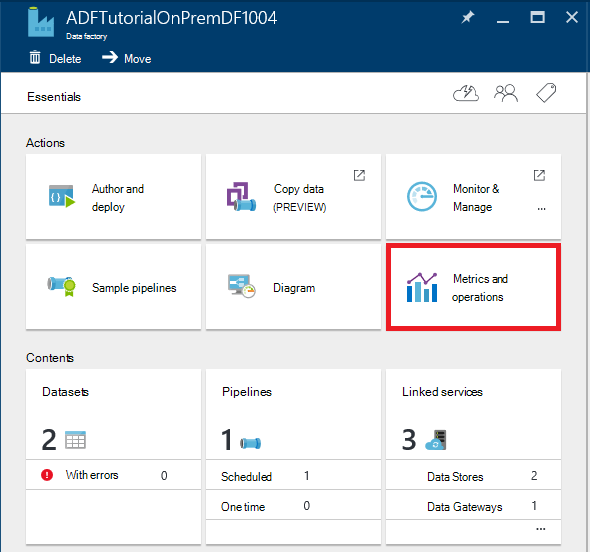 ADFTutorialOnPremDF1004
Data factory
Delete
Move
Essentials
Actions
Author and
deploy
Copy data
(PREVIEW)
Monitor &
Manage
...
Sample pipelines
Diagram
Metrics and
operations
Contents
Datasets
2
With errors 0
Pipelines
1
Scheduled 1
One time 0
Linked services
3
Data Stores 2
Data Gateways 1
...